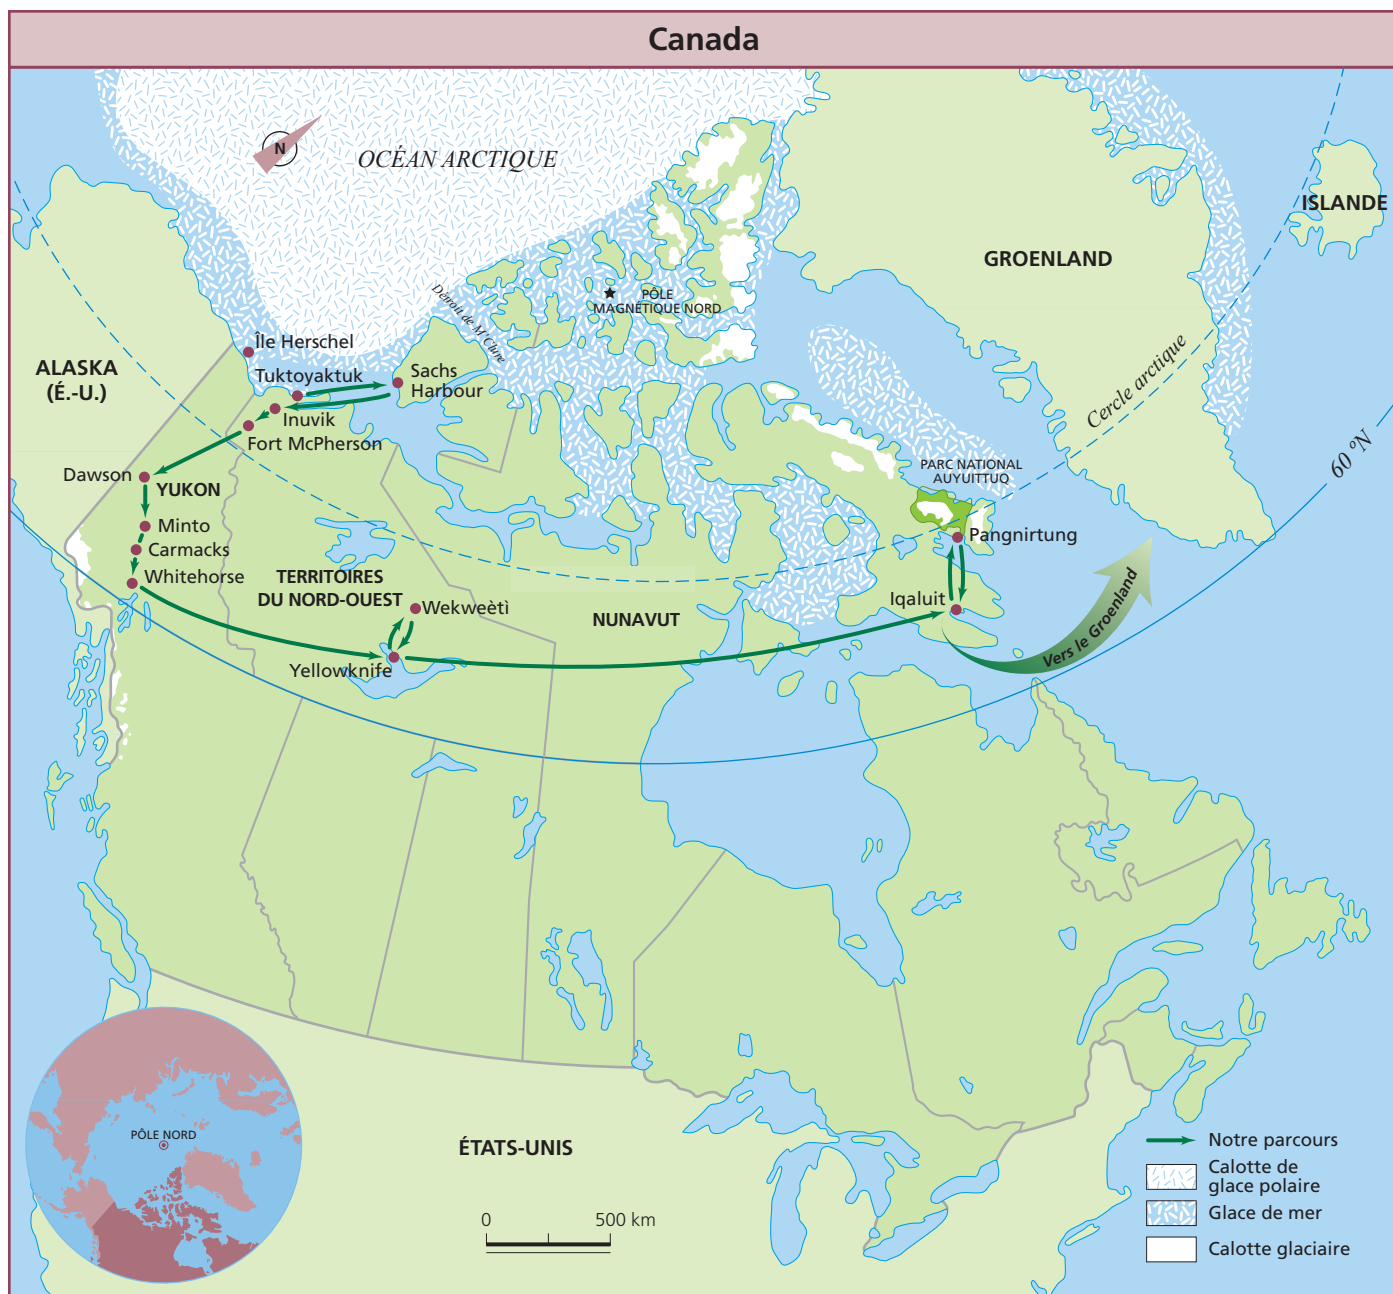 Canada
N
OCÉAN ARCTIQUE
ISLANDE
GROENLAND
Détroit de M'Clure
PÔLE
MAGNÉTIQUE NORD
Île Herschel
ALASKA
(É.-U.)
Tuktoyaktuk
Sachs
Harbour
Cercle arctique
Inuvik
Fort McPherson
60 °N
PARC NATIONAL
AUYUITTUQ
Dawson
YUKON
Minto
Pangnirtung
Carmacks
Whitehorse
TERRITOIRES
DU NORD-OUEST
Wekweètì
NUNAVUT
Iqaluit
Vers le Groenland
Yellowknife
PÔLE NORD
ÉTATS-UNIS
0 500 km
Notre parcours
Calotte de
glace polaire
Glace de mer
Calotte glaciaire